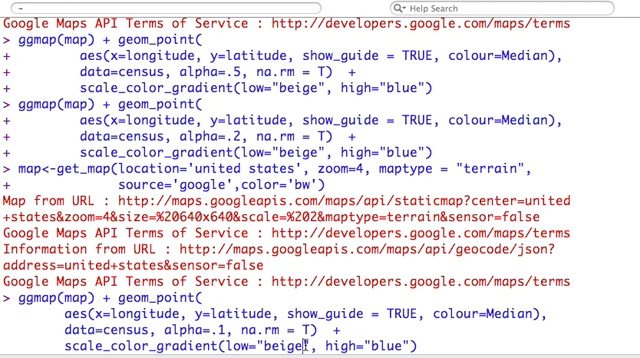 Help Search
Google Maps API Terms of Service : http://developers.google.com/maps/terms
> ggmap(map) + geom_point(
+ aes(x=longitude, y=latitude, show_guide = TRUE, colour=Median),
+ data=census, alpha=.5, na.rm = T) +
+ scale_color_gradient(low="beige", high="blue")
> ggmap(map) + geom_point(
+ aes(x=longitude, y=latitude, show_guide = TRUE, colour=Median),
+ data=census, alpha=.2, na.rm = T) +
+ scale_color_gradient(low="beige", high="blue")
> map<-get_map(location='united states', zoom=4, maptype = "terrain",
+ source='google',color='bw')
Map from URL : http://maps.googleapis.com/maps/api/staticmap?center=united
+states&zoom=4&size=%20640x640&scale=%202&maptype=terrain&sensor=false
Google Maps API Terms of Service : http://developers.google.com/maps/terms
Information from URL : http://maps.googleapis.com/maps/api/geocode/json?
address=united+states&sensor=false
Google Maps API Terms of Service : http://developers.google.com/maps/terms
> ggmap(map) + geom_point(
aes(x=longitude, y=latitude, show_guide = TRUE, colour=Median),
data=census, alpha=.1, na.rm = T) +
scale_color_gradient(low="beige", high="blue")